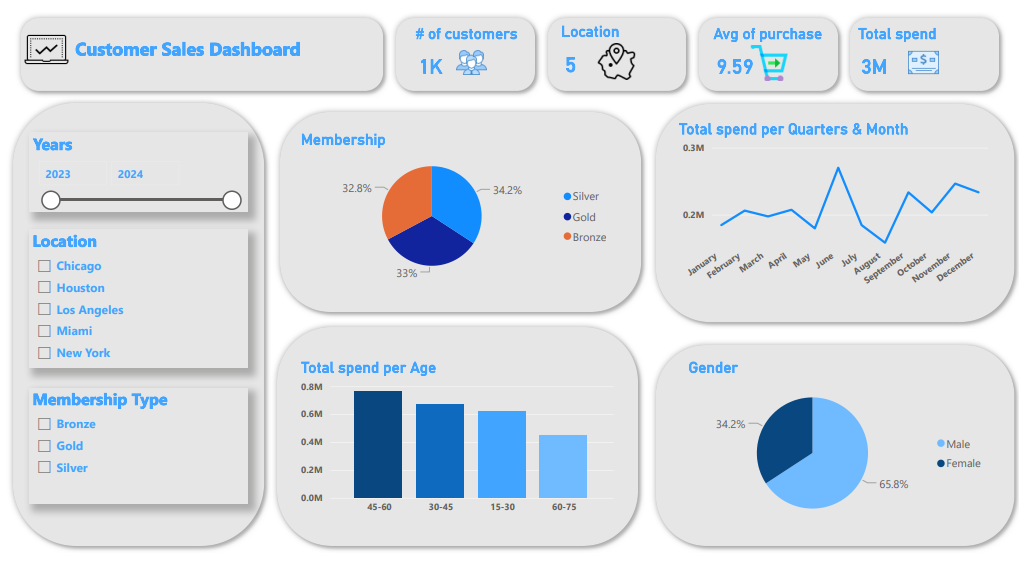 Customer Sales Dashboard
# of customers
1K
Location
5
Avg of purchase
9.59
Total spend
3M
$
Years
2023 2024
Location
Chicago
Houston
Los Angeles
Miami
New York
Membership Type
Bronze
Gold
Silver
Membership
32.8%
34.2%
33%
Silver
Gold
Bronze
Total spend per Quarters & Month
0.3M
0.2M
January February March April May June July August September October November December
Total spend per Age
0.8M
0.6M
0.4M
0.2M
0.0M
45-60 30-45 15-30 60-75
Gender
34.2%
65.8%
Male
Female